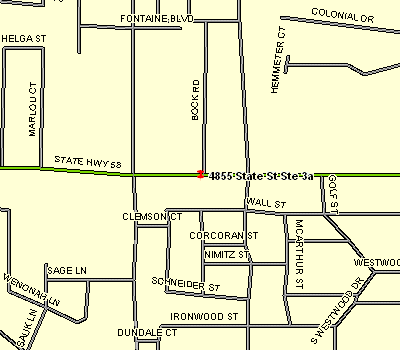 FONTAINE BLVD
COLONIAL DR
HELGA ST
HEMMETER CT
MARLOU CT
BOCK RD
STATE HWY 58
4855 State St Ste 3a
GOLF ST
WALL ST
CLEMSON CT
CORCORAN ST
MCARTHUR ST
NIMITZ ST
WESTWOO
SAGE LN
WENONAH LN
SCHNEIDER ST
S WESTWOOD DR
SAUK LN
IRONWOOD ST
DUNDALE CT